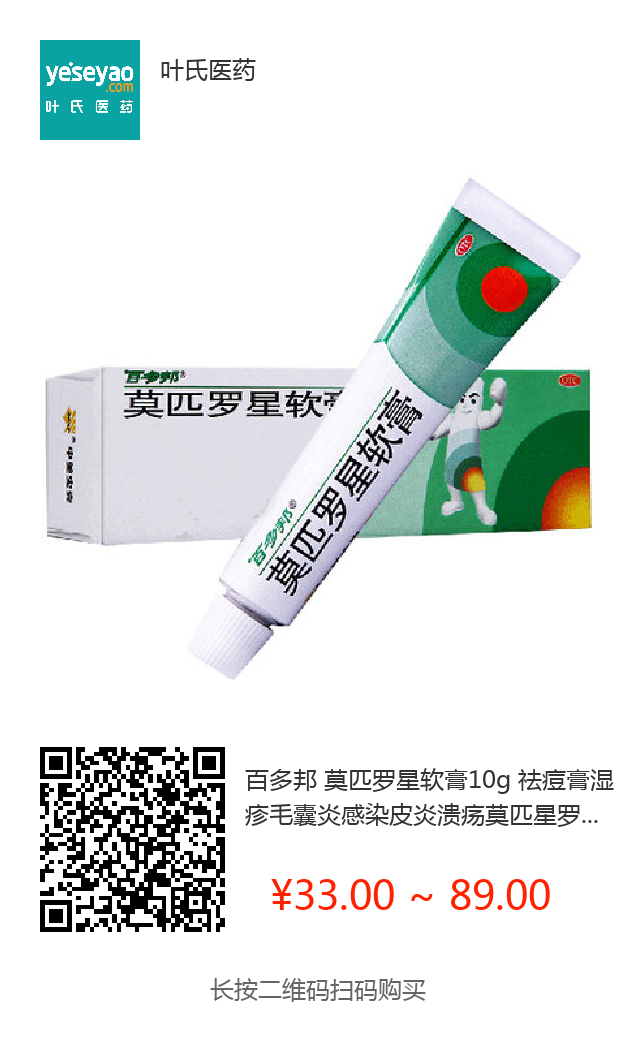 yeseyao
.com
叶氏医药
叶氏医药
OTC
百多邦®
莫匹罗星软膏
OTC
百多邦®
莫匹罗星软膏
百多邦 莫匹罗星软膏10g 祛痘膏湿
疹毛囊炎感染皮炎溃疡莫匹星罗...
¥33.00 ~ 89.00
长按二维码扫码购买